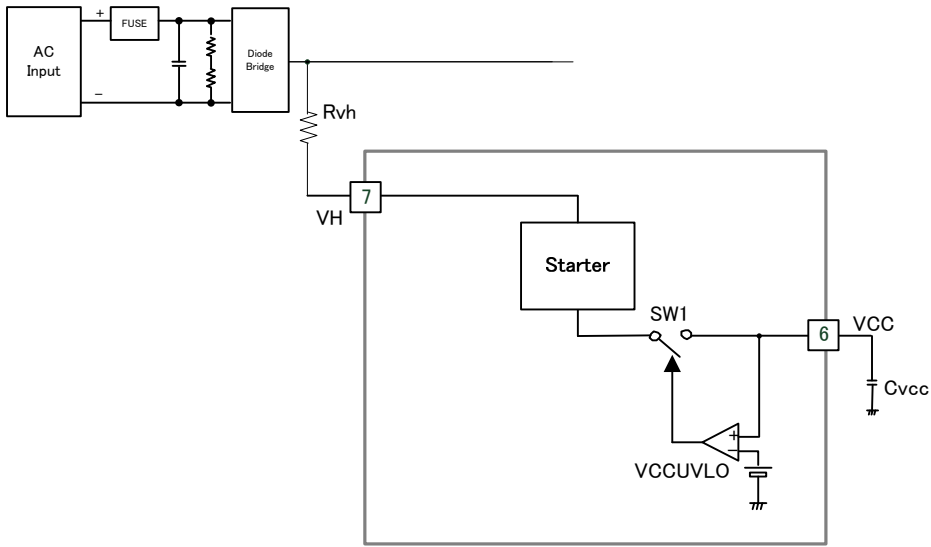 AC
Input
+
−
FUSE
Diode
Bridge
Rvh
7
VH
Starter
SW1
6
VCC
Cvcc
+
−
VCCUVLO